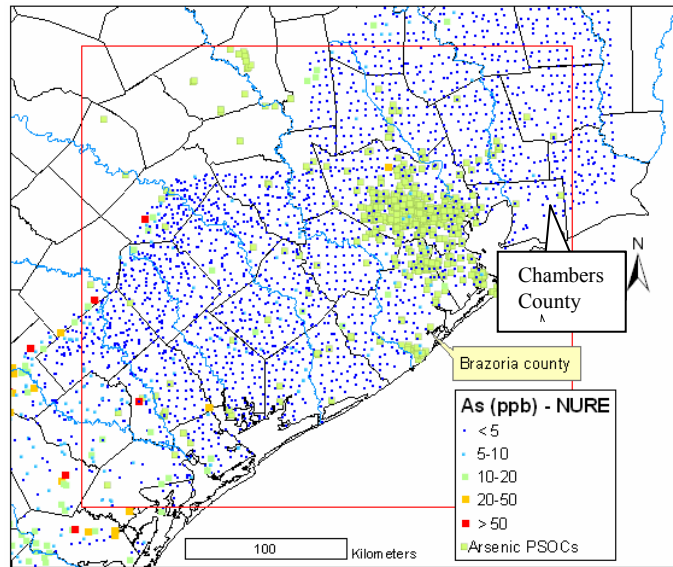 N
Chambers
County
Brazoria county
As (ppb) - NURE
< 5
5-10
10-20
20-50
> 50
Arsenic PSOCs
100
Kilometers